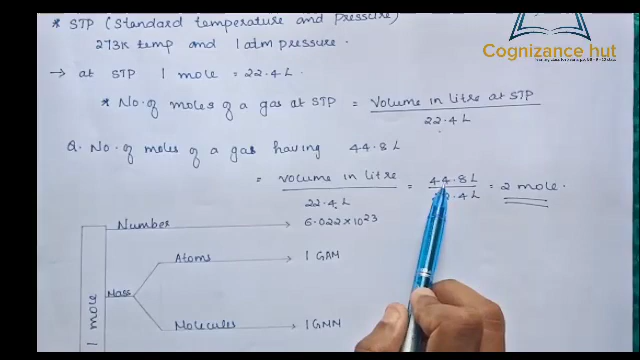 * STP (Standard temperature and pressure)
273K temp and 1 atm pressure.
Cognizance hut
→ at STP 1 mole = 22.4 L.
* No. of moles of a gas at STP = Volume in litre at STP
22.4 L
Q. No. of moles of a gas having 44.8 L
= Volume in litre = 44.8 L = 2 mole.
22.4 L .4 L
Number → 6.022 × 10²³
Atoms → 1 GAM
1 mole
Mass
Molecules → 1 GMM